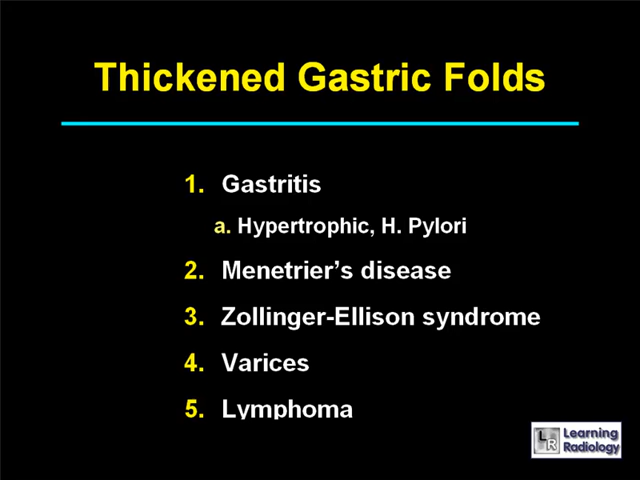 Thickened Gastric Folds
1. Gastritis
a. Hypertrophic, H. Pylori
2. Menetrier's disease
3. Zollinger-Ellison syndrome
4. Varices
5. Lymphoma
LR Learning
Radiology